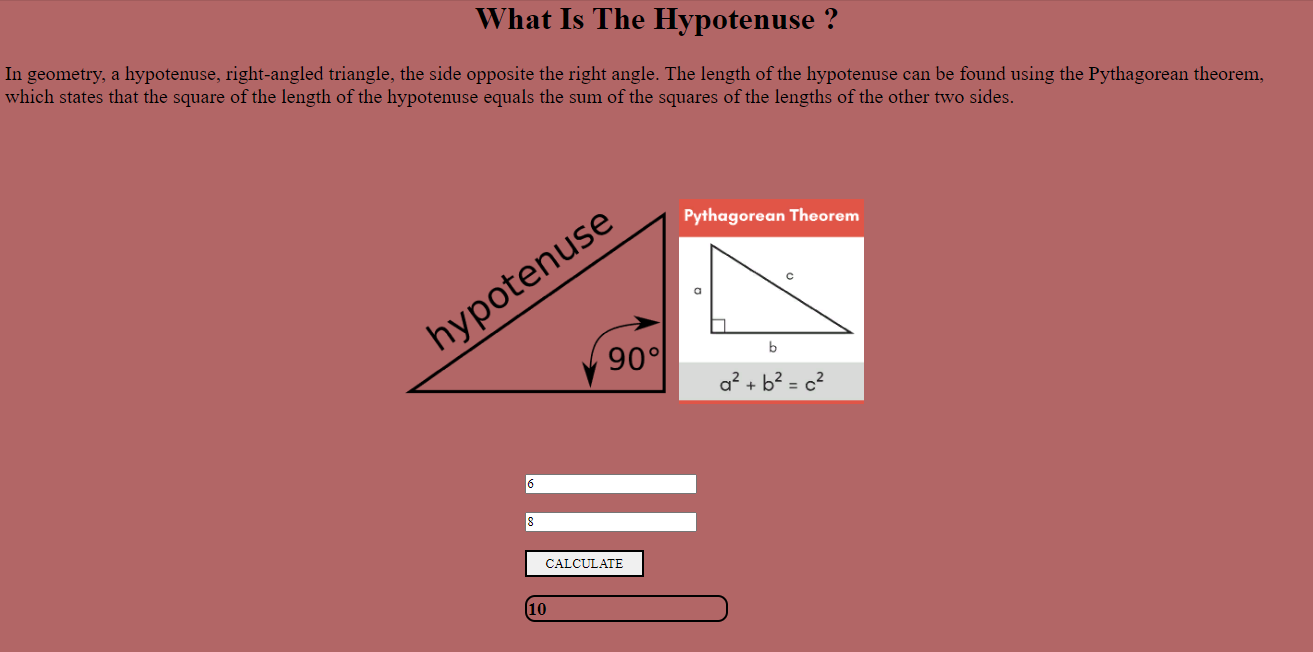 What Is The Hypotenuse ?
In geometry, a hypotenuse, right-angled triangle, the side opposite the right angle. The length of the hypotenuse can be found using the Pythagorean theorem,
which states that the square of the length of the hypotenuse equals the sum of the squares of the lengths of the other two sides.
hypotenuse
90°
Pythagorean Theorem
a
c
b
a² + b² = c²
6
8
CALCULATE
10